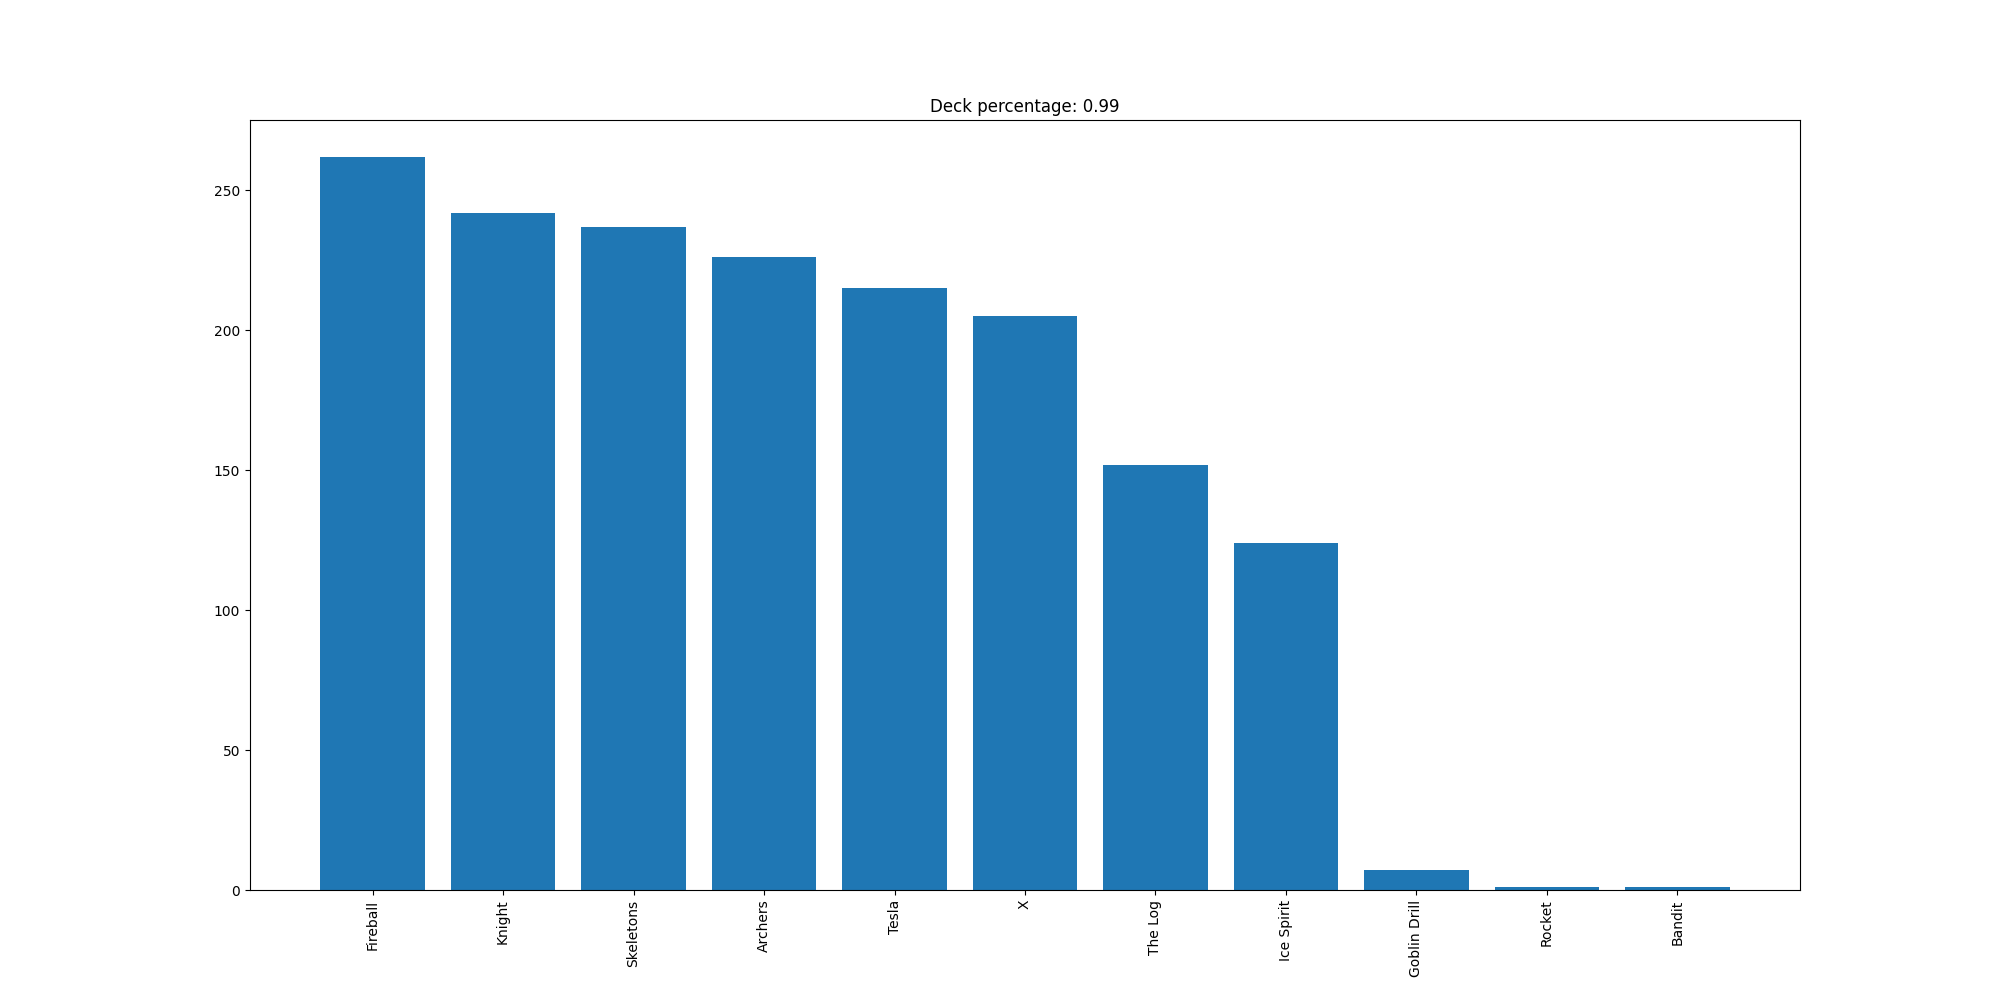 Deck percentage: 0.99
250
200
150
100
50
0
Fireball
Knight
Skeletons
Archers
Tesla
X
The Log
Ice Spirit
Goblin Drill
Rocket
Bandit